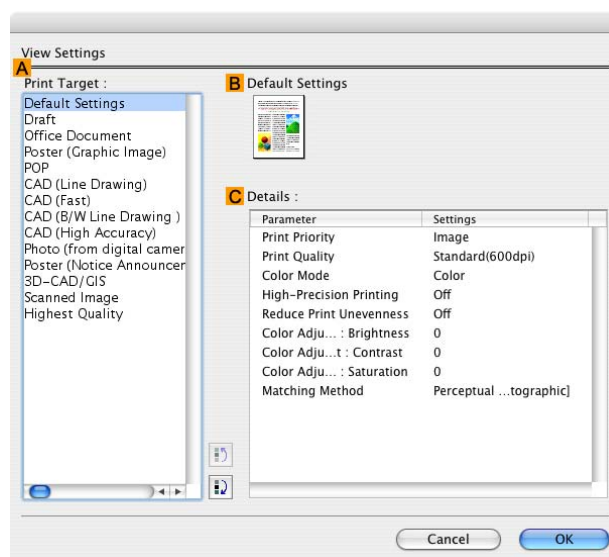 View Settings
A
Print Target :
Default Settings
Draft
Office Document
Poster (Graphic Image)
POP
CAD (Line Drawing)
CAD (Fast)
CAD (B/W Line Drawing )
CAD (High Accuracy)
Photo (from digital camer
Poster (Notice Announcer
3D-CAD/GIS
Scanned Image
Highest Quality
B Default Settings
C Details :
Parameter Settings
Print Priority Image
Print Quality Standard(600dpi)
Color Mode Color
High-Precision Printing Off
Reduce Print Unevenness Off
Color Adju... : Brightness 0
Color Adju...t : Contrast 0
Color Adju... : Saturation 0
Matching Method Perceptual ...tographic]
Cancel OK